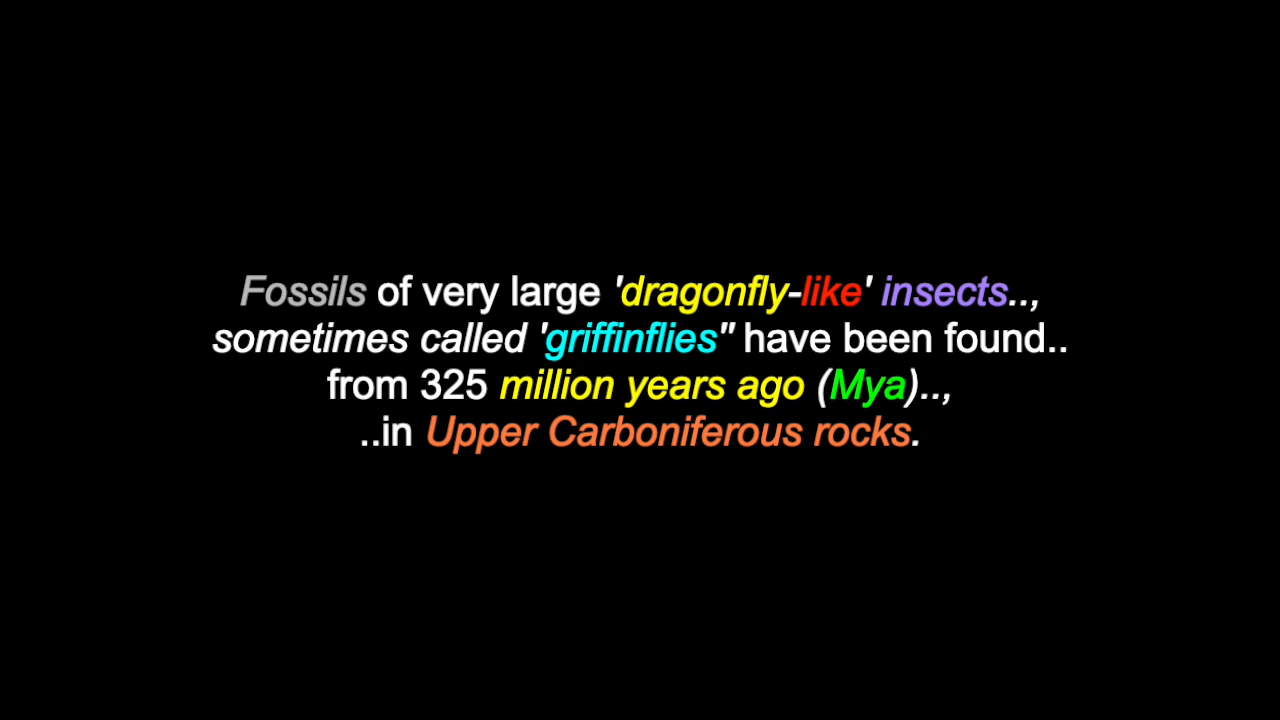 Fossils of very large 'dragonfly-like' insects..,
sometimes called 'griffinflies" have been found..
from 325 million years ago (Mya)..,
..in Upper Carboniferous rocks.